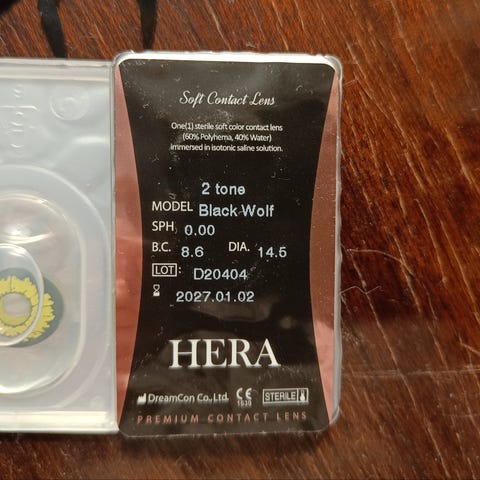 Soft Contact Lens
One(1) sterile soft color contact lens
(60% Polyhema, 40% Water)
immersed in isotonic saline solution.
2 tone
MODEL Black Wolf
SPH 0.00
B.C. 8.6 DIA. 14.5
LOT: D20404
2027.01.02
HERA
DreamCon Co., Ltd. CE 1639 STERILE
PREMIUM CONTACT LENS